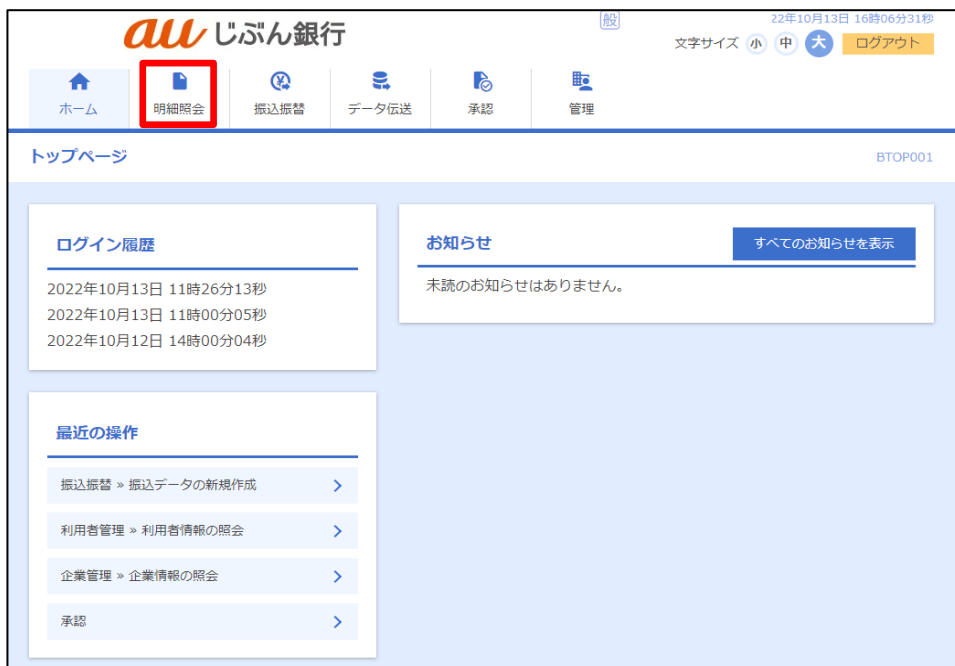 au じぶん銀行
般
22年10月13日 16時06分31秒
文字サイズ 小 中 大 ログアウト
ホーム 明細照会 振込振替 データ伝送 承認 管理
トップページ
BTOP001
ログイン履歴
2022年10月13日 11時26分13秒
2022年10月13日 11時00分05秒
2022年10月12日 14時00分04秒
お知らせ
すべてのお知らせを表示
未読のお知らせはありません。
最近の操作
振込振替 » 振込データの新規作成
利用者管理 » 利用者情報の照会
企業管理 » 企業情報の照会
承認